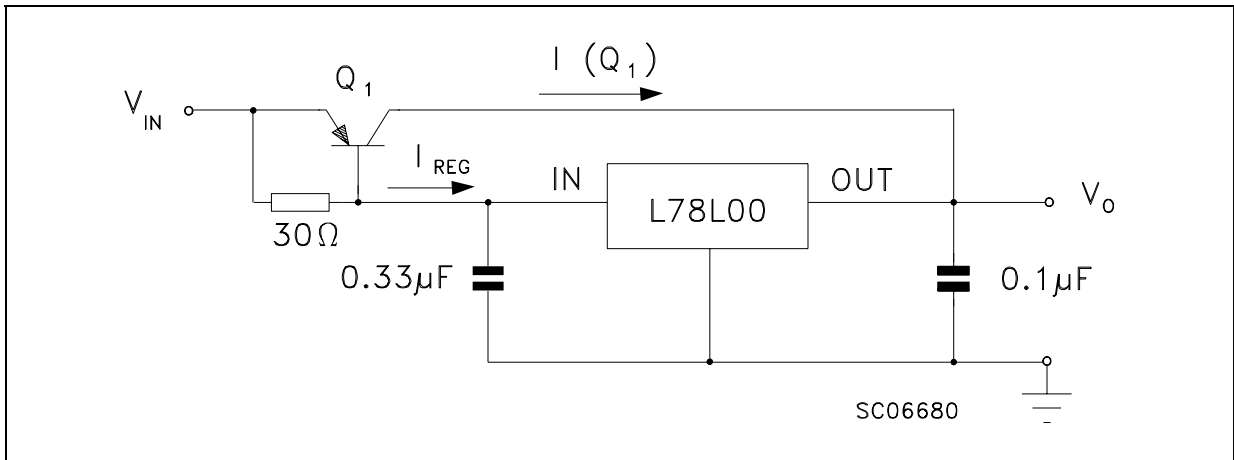 I (Q1)
Q1
VIN
IREG
IN
OUT
VO
L78L00
30Ω
0.33µF
0.1µF
SC06680